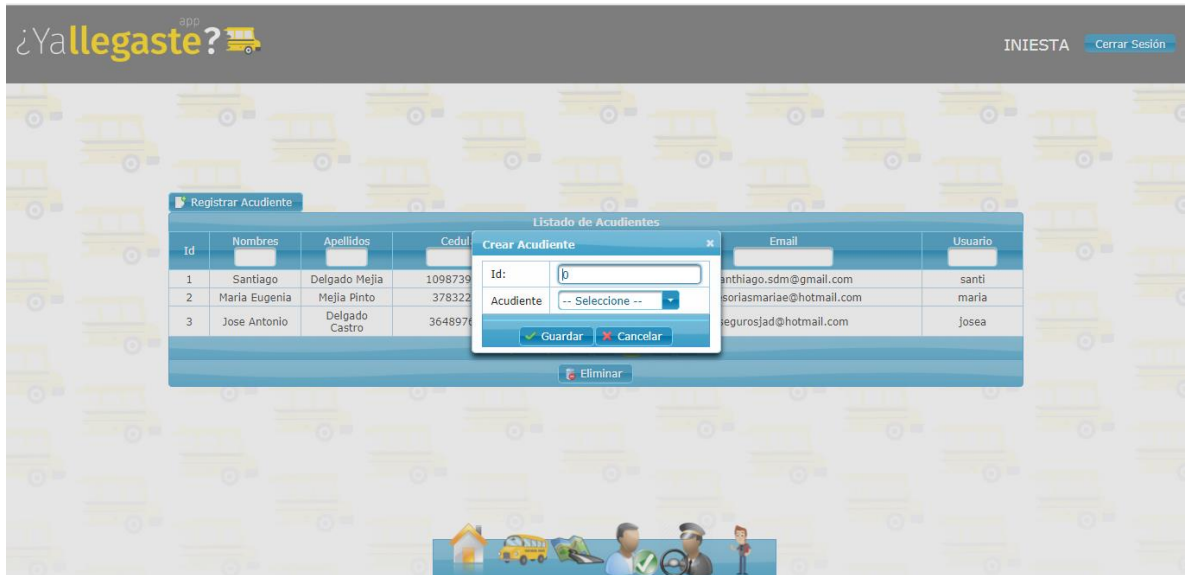 app
¿Yallegaste?
INIESTA Cerrar Sesión
Registrar Acudiente
Listado de Acudientes
Id Nombres Apellidos Cedul Email Usuario
Crear Acudiente
Id: 0
Acudiente -- Seleccione --
Guardar Cancelar
1 Santiago Delgado Mejia 1098739 anthiago.sdm@gmail.com santi
2 Maria Eugenia Mejia Pinto 378322 soriasmariae@hotmail.com maria
3 Jose Antonio Delgado Castro 3648976 segurosjad@hotmail.com josea
Eliminar